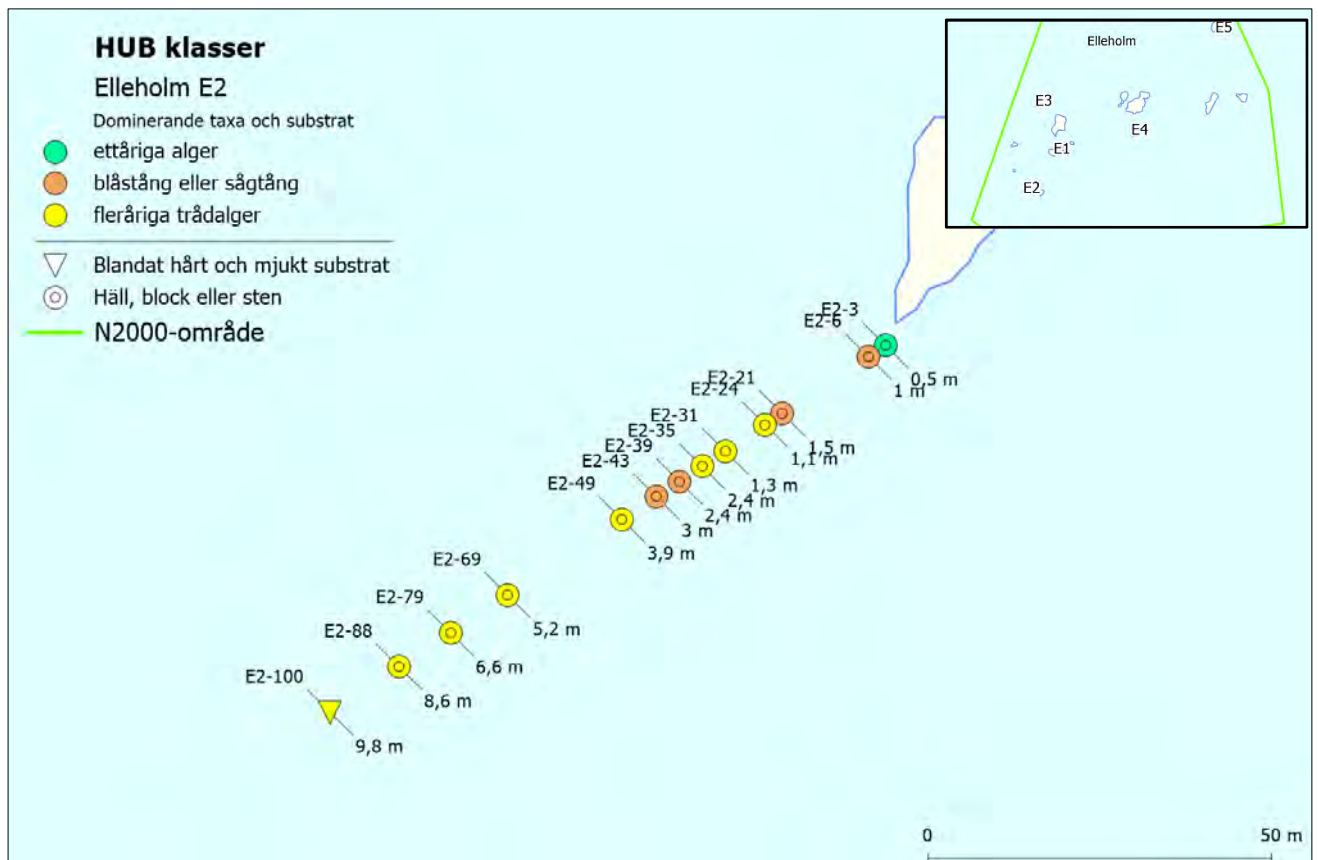 HUB klasser
Elleholm E2
Dominerande taxa och substrat
ettåriga alger
blåstång eller sågtång
fleråriga trådalger
Blandat hårt och mjukt substrat
Häll, block eller sten
N2000-område
E5
Elleholm
E3
E4
E1
E2
E2-3
E2-6
0,5 m
1 m
E2-21
E2-24
1,5 m
1,1 m
E2-31
E2-35
1,3 m
2,4 m
E2-39
E2-43
2,4 m
3 m
E2-49
3,9 m
E2-69
5,2 m
E2-79
6,6 m
E2-88
8,6 m
E2-100
9,8 m
0
50 m